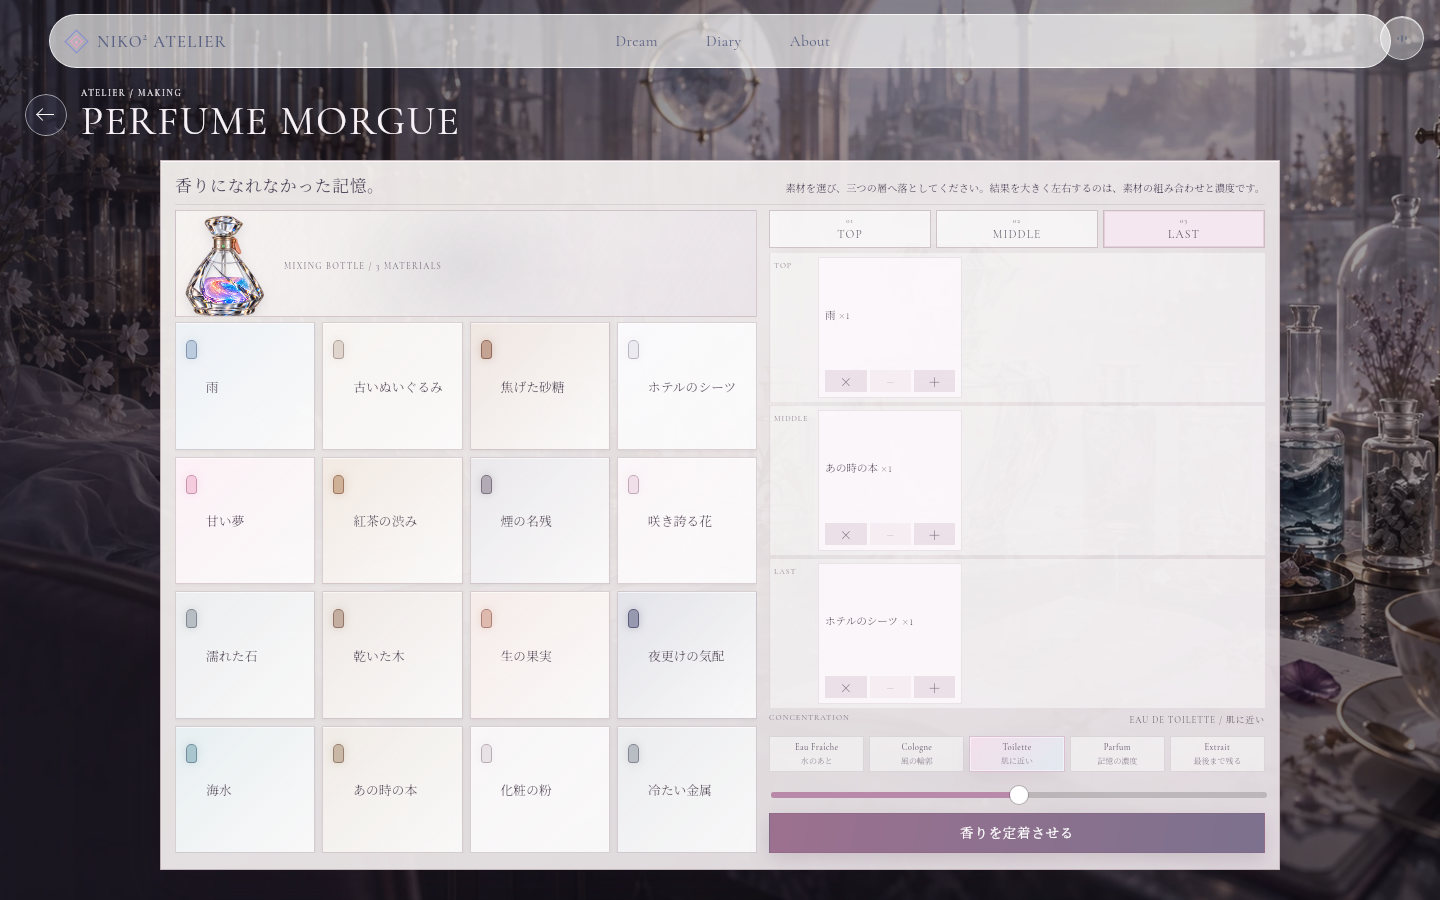 NIKO² ATELIER
Dream
Diary
About
ATELIER / MAKING
PERFUME MORGUE
香りになれなかった記憶。
素材を選び、三つの層へ落としてください。結果を大きく左右するのは、素材の組み合わせと濃度です。
MIXING BOTTLE / 3 MATERIALS
雨
古いぬいぐるみ
焦げた砂糖
ホテルのシーツ
甘い夢
紅茶の渋み
煙の名残
咲き誇る花
濡れた石
乾いた木
生の果実
夜更けの気配
海水
あの時の本
化粧の粉
冷たい金属
01
TOP
02
MIDDLE
03
LAST
TOP
雨 ×1
× − +
MIDDLE
あの時の本 ×1
× − +
LAST
ホテルのシーツ ×1
× − +
CONCENTRATION
EAU DE TOILETTE / 肌に近い
Eau Fraiche
水のあと
Cologne
風の輪郭
Toilette
肌に近い
Parfum
記憶の濃度
Extrait
最後まで残る
香りを定着させる